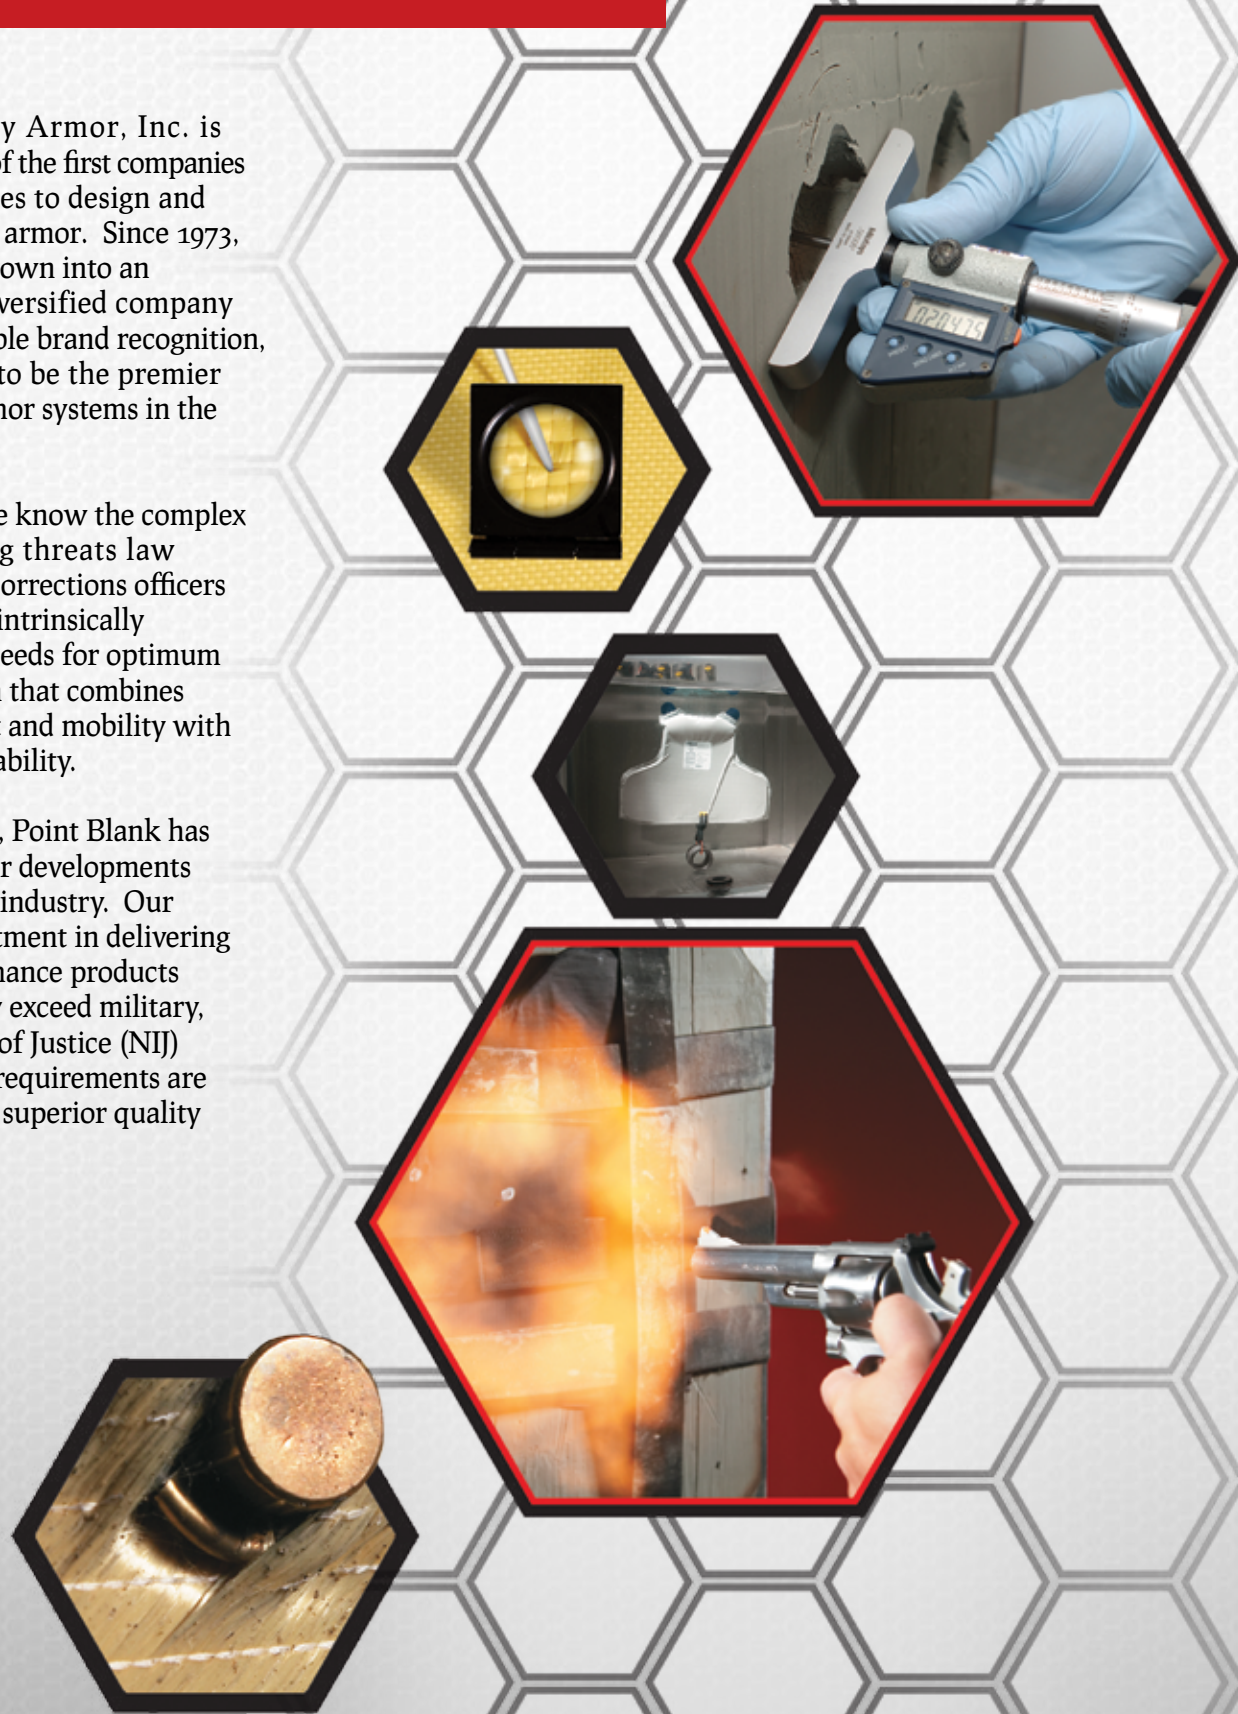 y Armor, Inc. is
of the first companies
es to design and
armor. Since 1973,
own into an
versified company
ble brand recognition,
to be the premier
nor systems in the
e know the complex
g threats law
orrections officers
intrinsically
eeds for optimum
n that combines
t and mobility with
ability.
, Point Blank has
r developments
industry. Our
tment in delivering
nance products
y exceed military,
of Justice (NIJ)
requirements are
superior quality
Mitutoyo